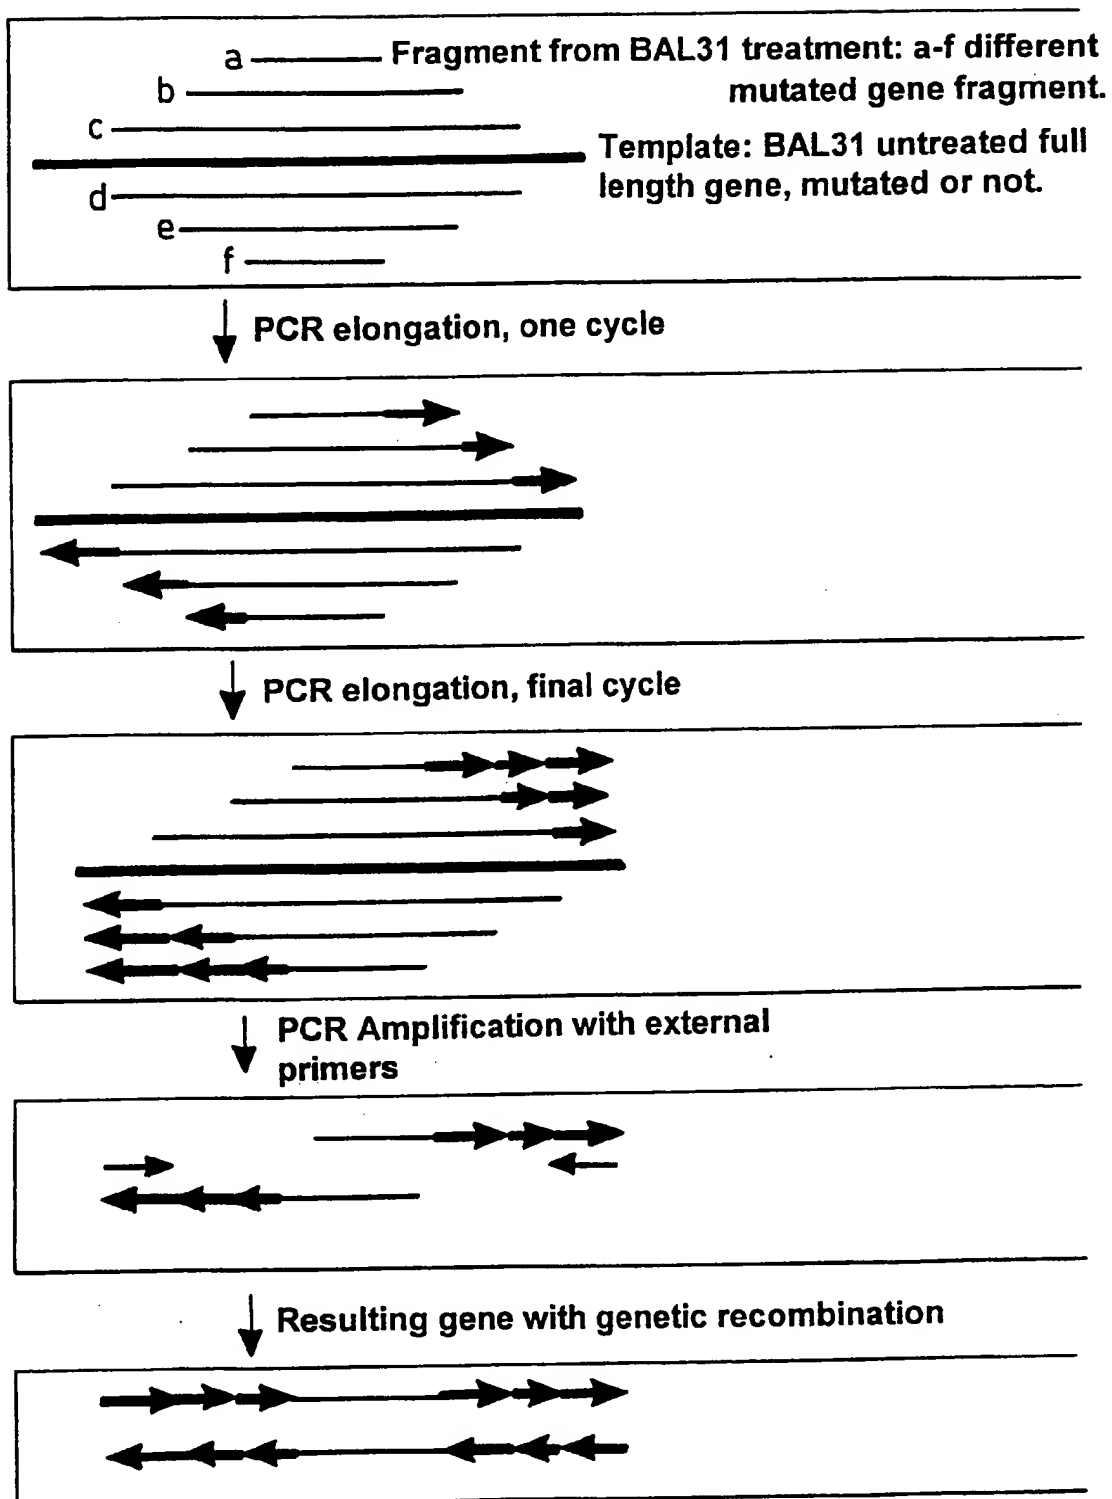 a Fragment from BAL31 treatment: a-f different
b mutated gene fragment.
c
Template: BAL31 untreated full
d length gene, mutated or not.
e
f
PCR elongation, one cycle
PCR elongation, final cycle
PCR Amplification with external
primers
Resulting gene with genetic recombination